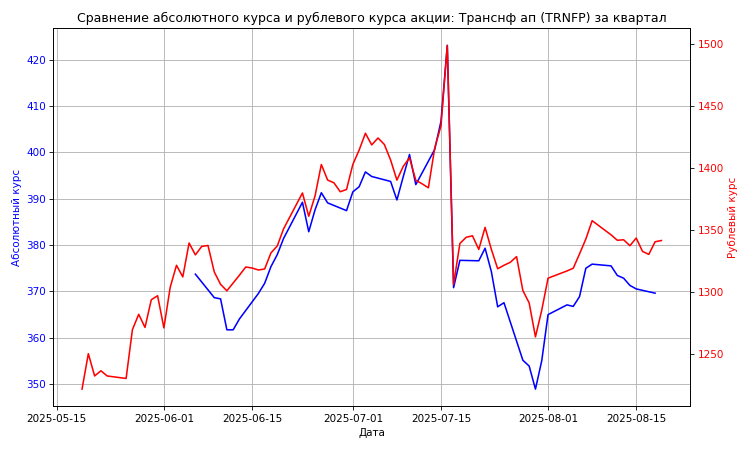 Сравнение абсолютного курса и рублевого курса акции: Транснф ап (TRNFP) за квартал
420
410
400
390
380
370
360
350
Абсолютный курс
1500
1450
1400
1350
1300
1250
Рублевый курс
2025-05-15 2025-06-01 2025-06-15 2025-07-01 2025-07-15 2025-08-01 2025-08-15
Дата